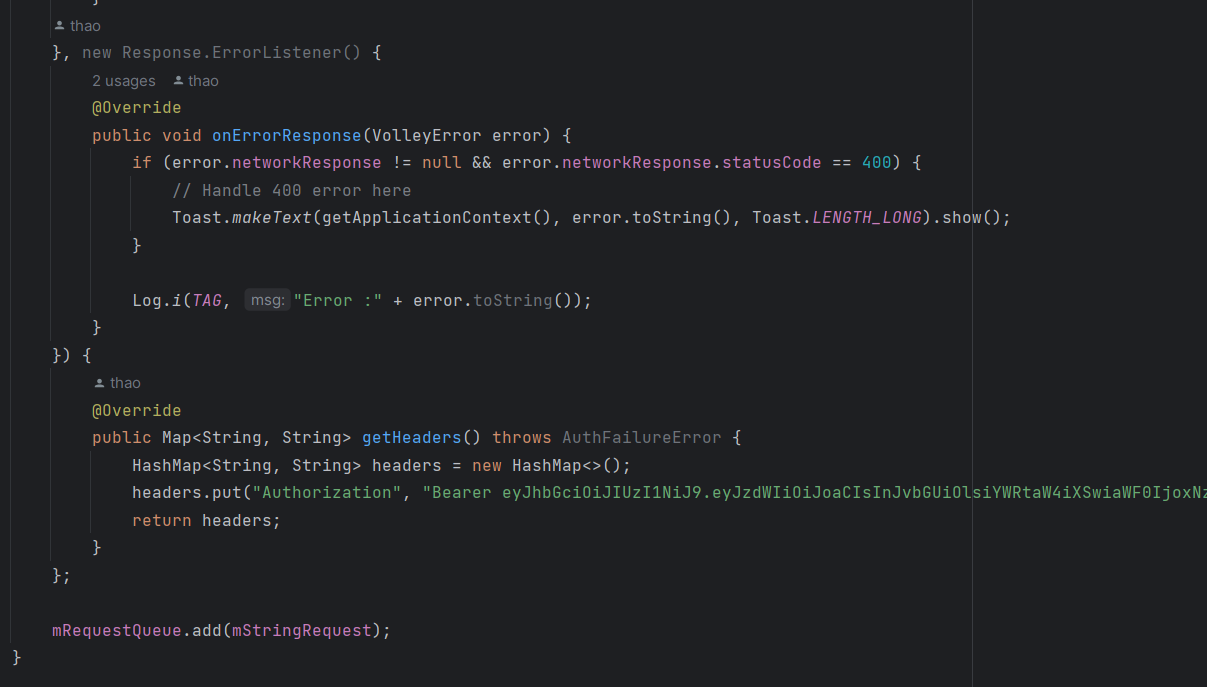 }
thao
}, new Response.ErrorListener() {
2 usages thao
@Override
public void onErrorResponse(VolleyError error) {
if (error.networkResponse != null && error.networkResponse.statusCode == 400) {
// Handle 400 error here
Toast.makeText(getApplicationContext(), error.toString(), Toast.LENGTH_LONG).show();
}
Log.i(TAG, msg: "Error :" + error.toString());
}
}) {
thao
@Override
public Map<String, String> getHeaders() throws AuthFailureError {
HashMap<String, String> headers = new HashMap<>();
headers.put("Authorization", "Bearer eyJhbGciOiJIUzI1NiJ9.eyJzdWIiOiJoaCIsInJvbGUiOlsiYWRtaW4iXSwiaWF0IjoxNz
return headers;
}
};
mRequestQueue.add(mStringRequest);
}